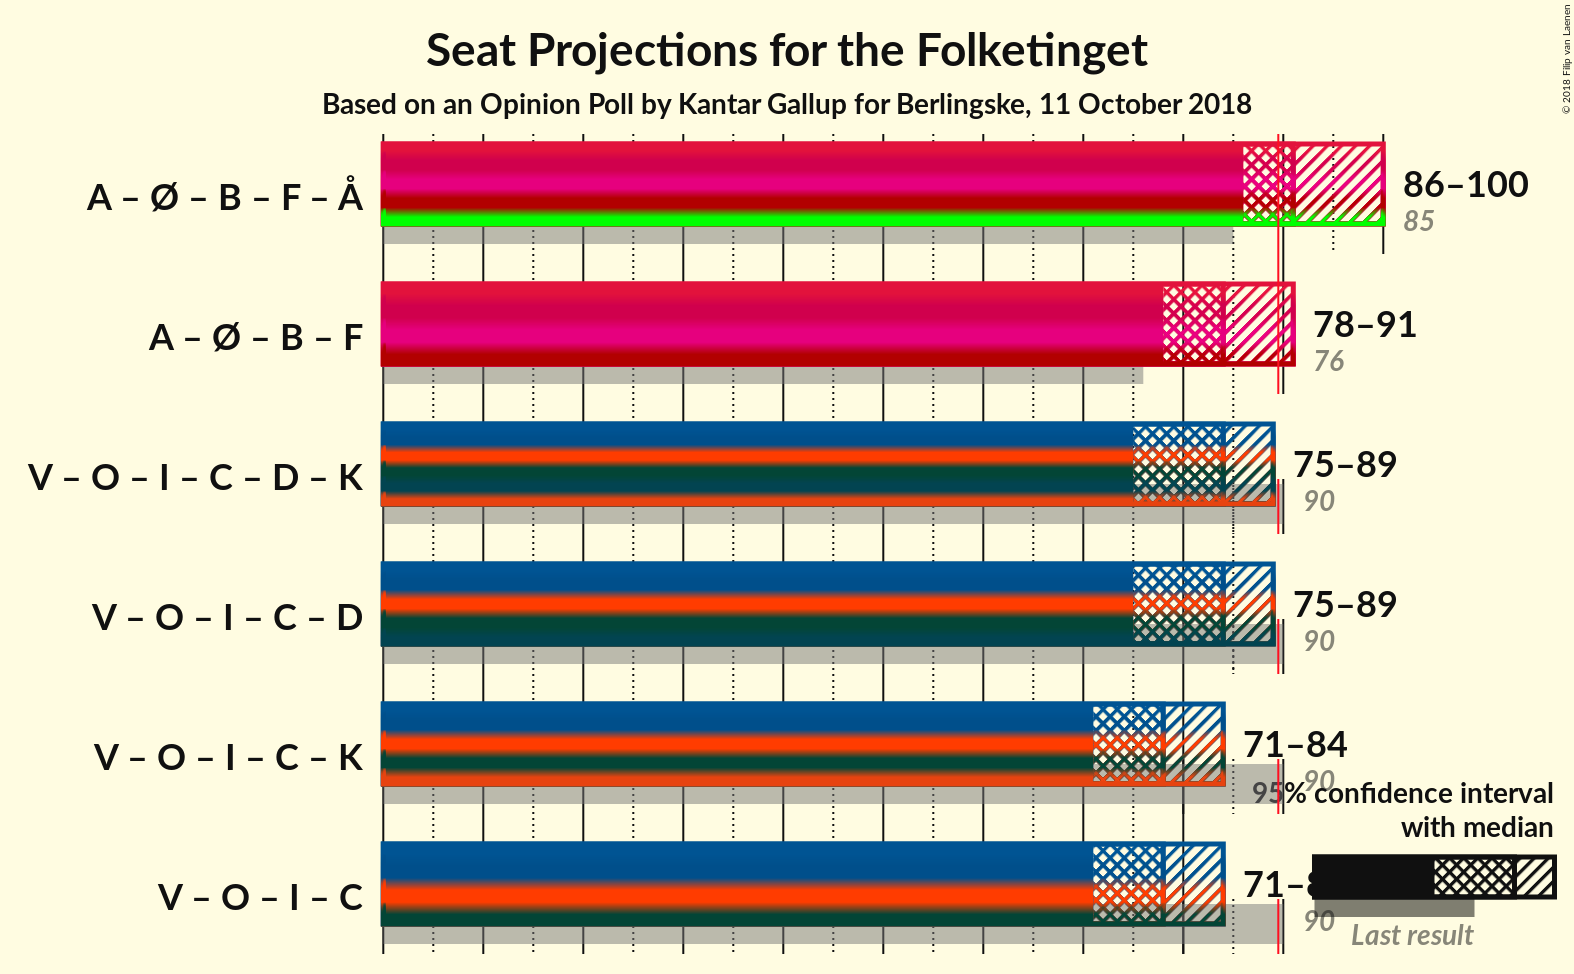 Seat Projections for the Folketinget
Based on an Opinion Poll by Kantar Gallup for Berlingske, 11 October 2018
© 2018 Filip van Laenen
A – Ø – B – F – Å
86–100
85
A – Ø – B – F
78–91
76
V – O – I – C – D – K
75–89
90
V – O – I – C – D
75–89
90
V – O – I – C – K
71–84
90
95% confidence interval
with median
V – O – I – C
71–
90
Last result